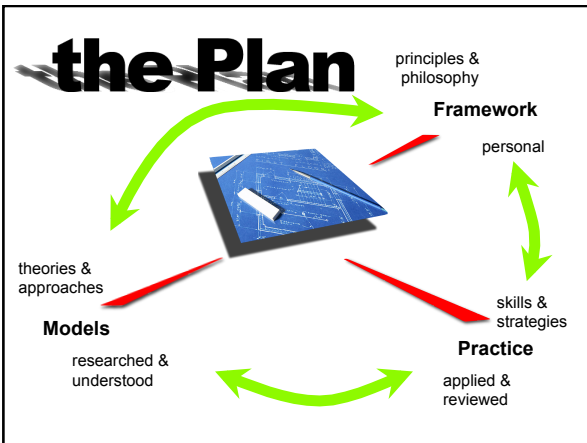 the Plan
principles &
philosophy
Framework
personal
theories &
approaches
Models
researched &
understood
skills &
strategies
Practice
applied &
reviewed